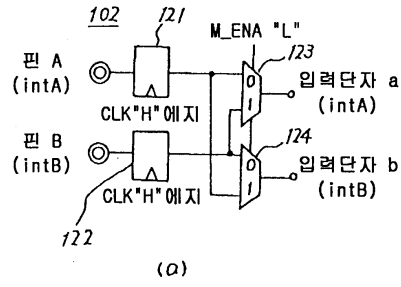 102
121
M_ENA "L"
123
핀 A
(intA)
0
1
입력단자 a
(intA)
CLK"H"에지
124
핀 B
(intB)
0
1
입력단자 b
(intB)
CLK"H"에지
122
(a)